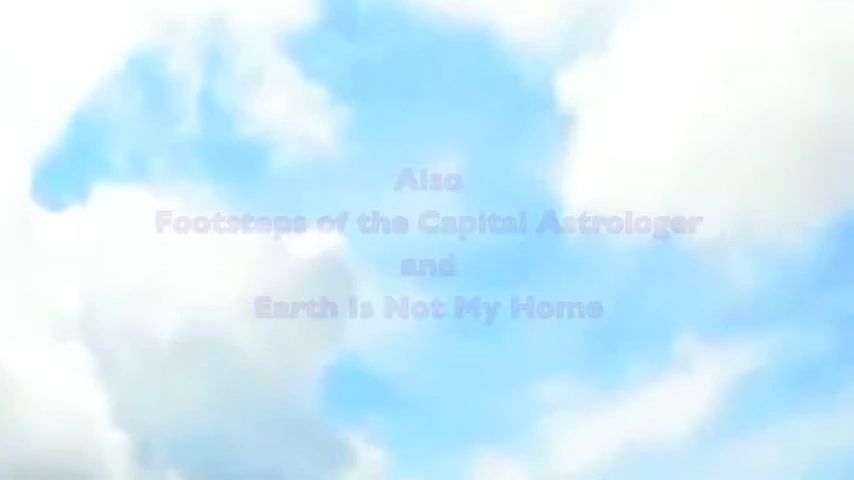 Also
Footsteps of the Capital Astrologer
and
Earth Is Not My Home